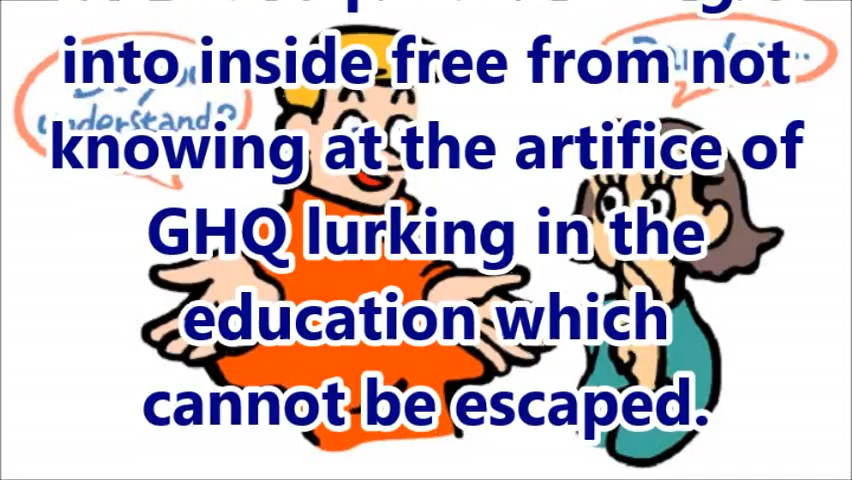 into inside free from not
knowing at the artifice of
GHQ lurking in the
education which
cannot be escaped.
understand?